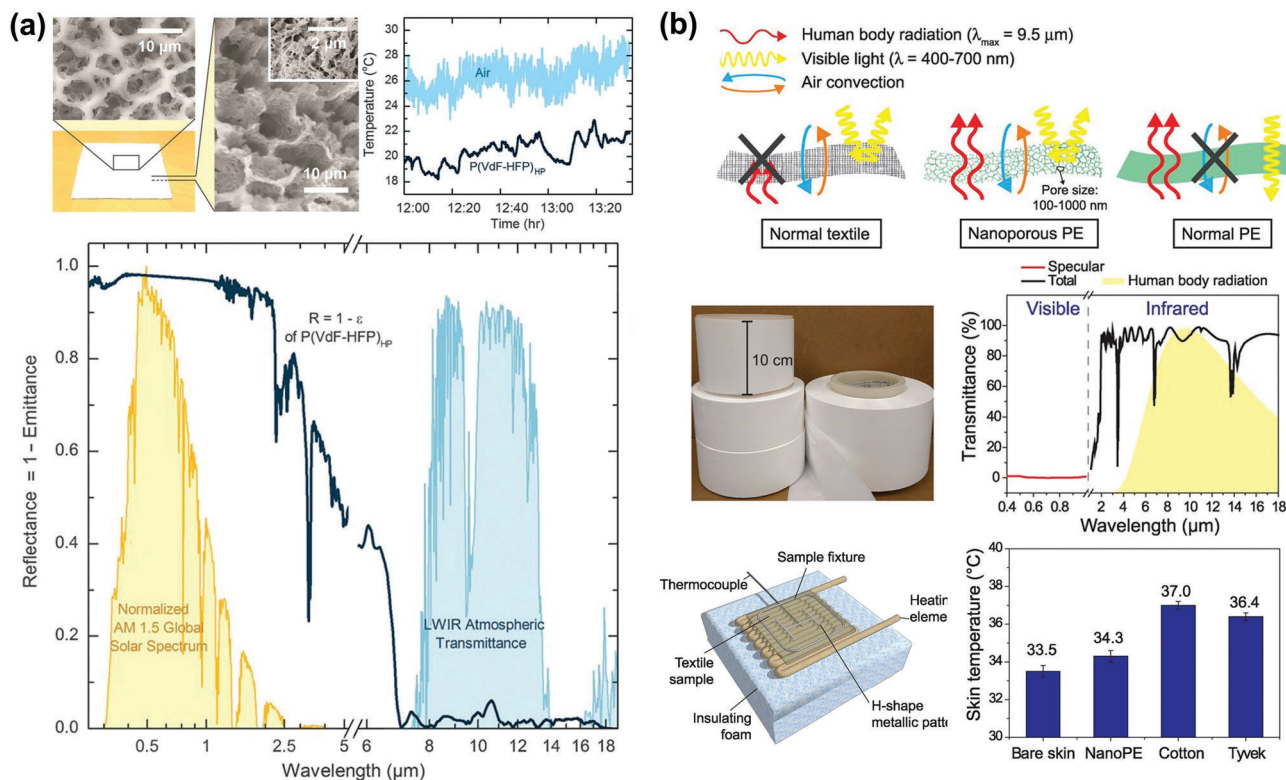 (a)
10 µm
2 µm
10 µm
Temperature (°C)
30
28
26
24
22
20
18
Air
P(VdF-HFP)HP
12:00
12:20
12:40
13:00
13:20
Time (hr)
Reflectance = 1 - Emittance
1.0
0.8
0.6
0.4
0.2
0.0
R = 1 - ε
of P(VdF-HFP)HP
Normalized
AM 1.5 Global
Solar Spectrum
LWIR Atmospheric
Transmittance
0.5
1
2.5
5
6
8
10
12
16
18
Wavelength (µm)
(b)
Human body radiation (λmax = 9.5 µm)
Visible light (λ = 400-700 nm)
Air convection
Pore size:
100-1000 nm
Normal textile
Nanoporous PE
Normal PE
10 cm
Specular
Total
Human body radiation
Visible
Infrared
Transmittance (%)
100
80
60
40
20
0
0.4
0.6
0.8
2
4
6
8
10
12
14
16
18
Wavelength (µm)
Thermocouple
Sample fixture
Heatin
eleme
Textile
sample
Insulating
foam
H-shape
metallic patte
Skin temperature (°C)
40
39
38
37
36
35
34
33
32
31
33.5
34.3
37.0
36.4
Bare skin
NanoPE
Cotton
Tyvek